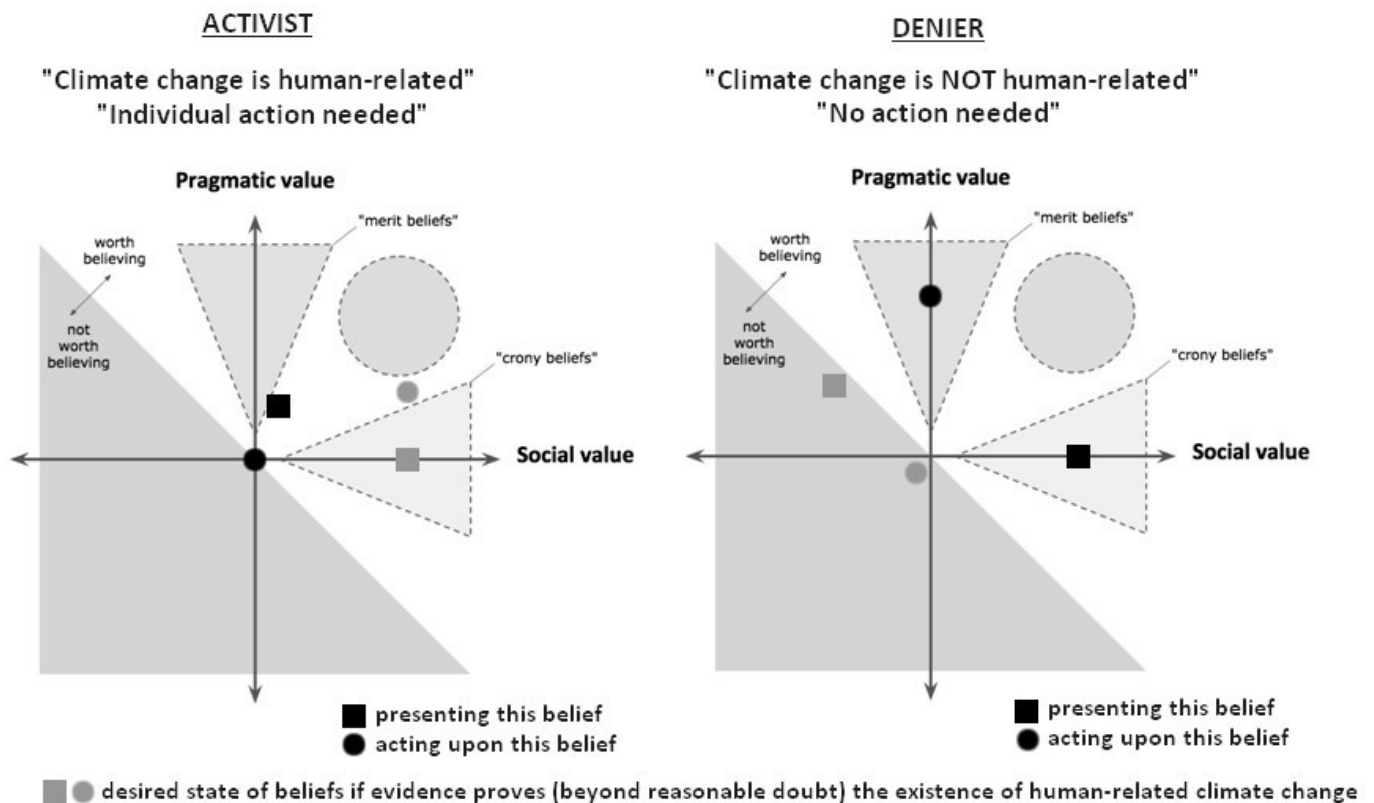 ACTIVIST
"Climate change is human-related"
"Individual action needed"
Pragmatic value
"merit beliefs"
worth
believing
not
worth
believing
"crony beliefs"
Social value
presenting this belief
acting upon this belief
DENIER
"Climate change is NOT human-related"
"No action needed"
Pragmatic value
"merit beliefs"
worth
believing
not
worth
believing
"crony beliefs"
Social value
presenting this belief
acting upon this belief
desired state of beliefs if evidence proves (beyond reasonable doubt) the existence of human-related climate change